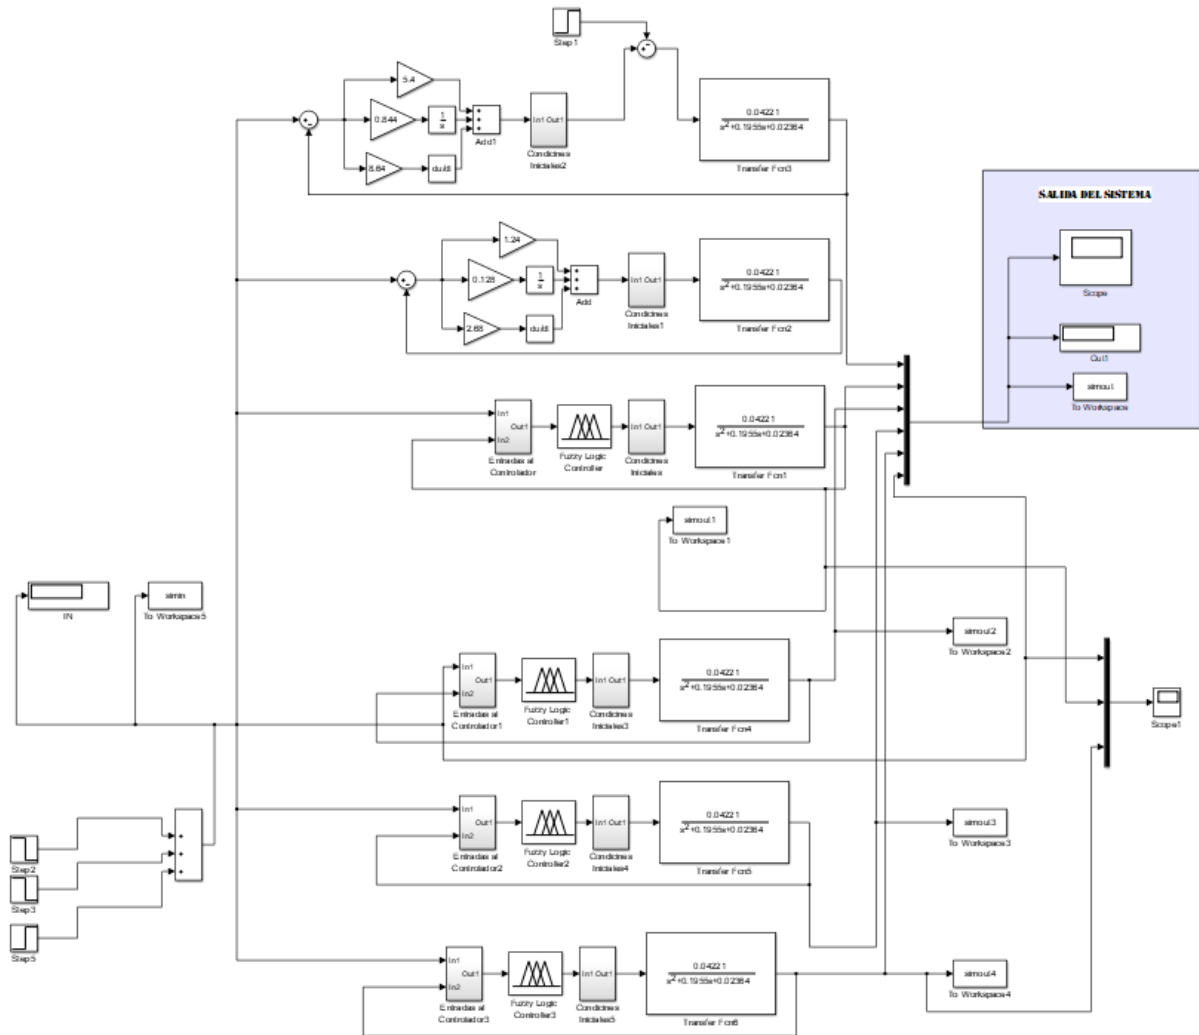 Step1
5.4
0.844
1
s
8.64
du/dt
Add1
In1 Out1
Condicines
Iniciales2
0.04221
s²+0.1955s+0.02364
Transfer Fcn3
SALIDA DEL SISTEMA
Scope
Out1
simout
To Workspace
1.24
0.128
1
s
2.68
du/dt
Add
In1 Out1
Condicines
Iniciales1
0.04221
s²+0.1955s+0.02364
Transfer Fcn2
In1
In2
Out1
Entradas al
Controlador
Fuzzy Logic
Controller
In1 Out1
Condicines
Iniciales
0.04221
s²+0.1955s+0.02364
Transfer Fcn1
simout1
To Workspace1
IN
simin
To Workspace5
In1
In2
Out1
Entradas al
Controlador1
Fuzzy Logic
Controller1
In1 Out1
Condicines
Iniciales3
0.04221
s²+0.1955s+0.02364
Transfer Fcn4
simout2
To Workspace2
Scope1
Step2
Step3
Step5
In1
In2
Out1
Entradas al
Controlador2
Fuzzy Logic
Controller2
In1 Out1
Condicines
Iniciales4
0.04221
s²+0.1955s+0.02364
Transfer Fcn5
simout3
To Workspace3
In1
In2
Out1
Entradas al
Controlador3
Fuzzy Logic
Controller3
In1 Out1
Condicines
Iniciales5
0.04221
s²+0.1955s+0.02364
Transfer Fcn6
simout4
To Workspace4